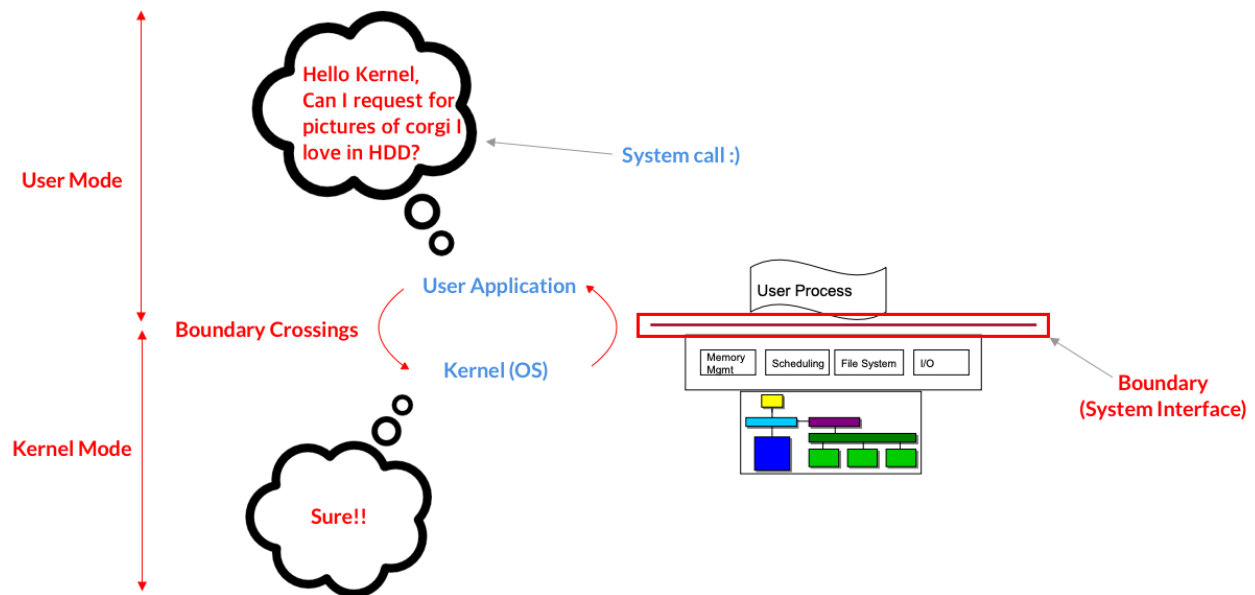 Hello Kernel,
Can I request for
pictures of corgi I
love in HDD?
System call :)
User Mode
User Application
User Process
Boundary Crossings
Kernel (OS)
Memory
Mgmt
Scheduling
File System
I/O
Boundary
(System Interface)
Kernel Mode
Sure!!